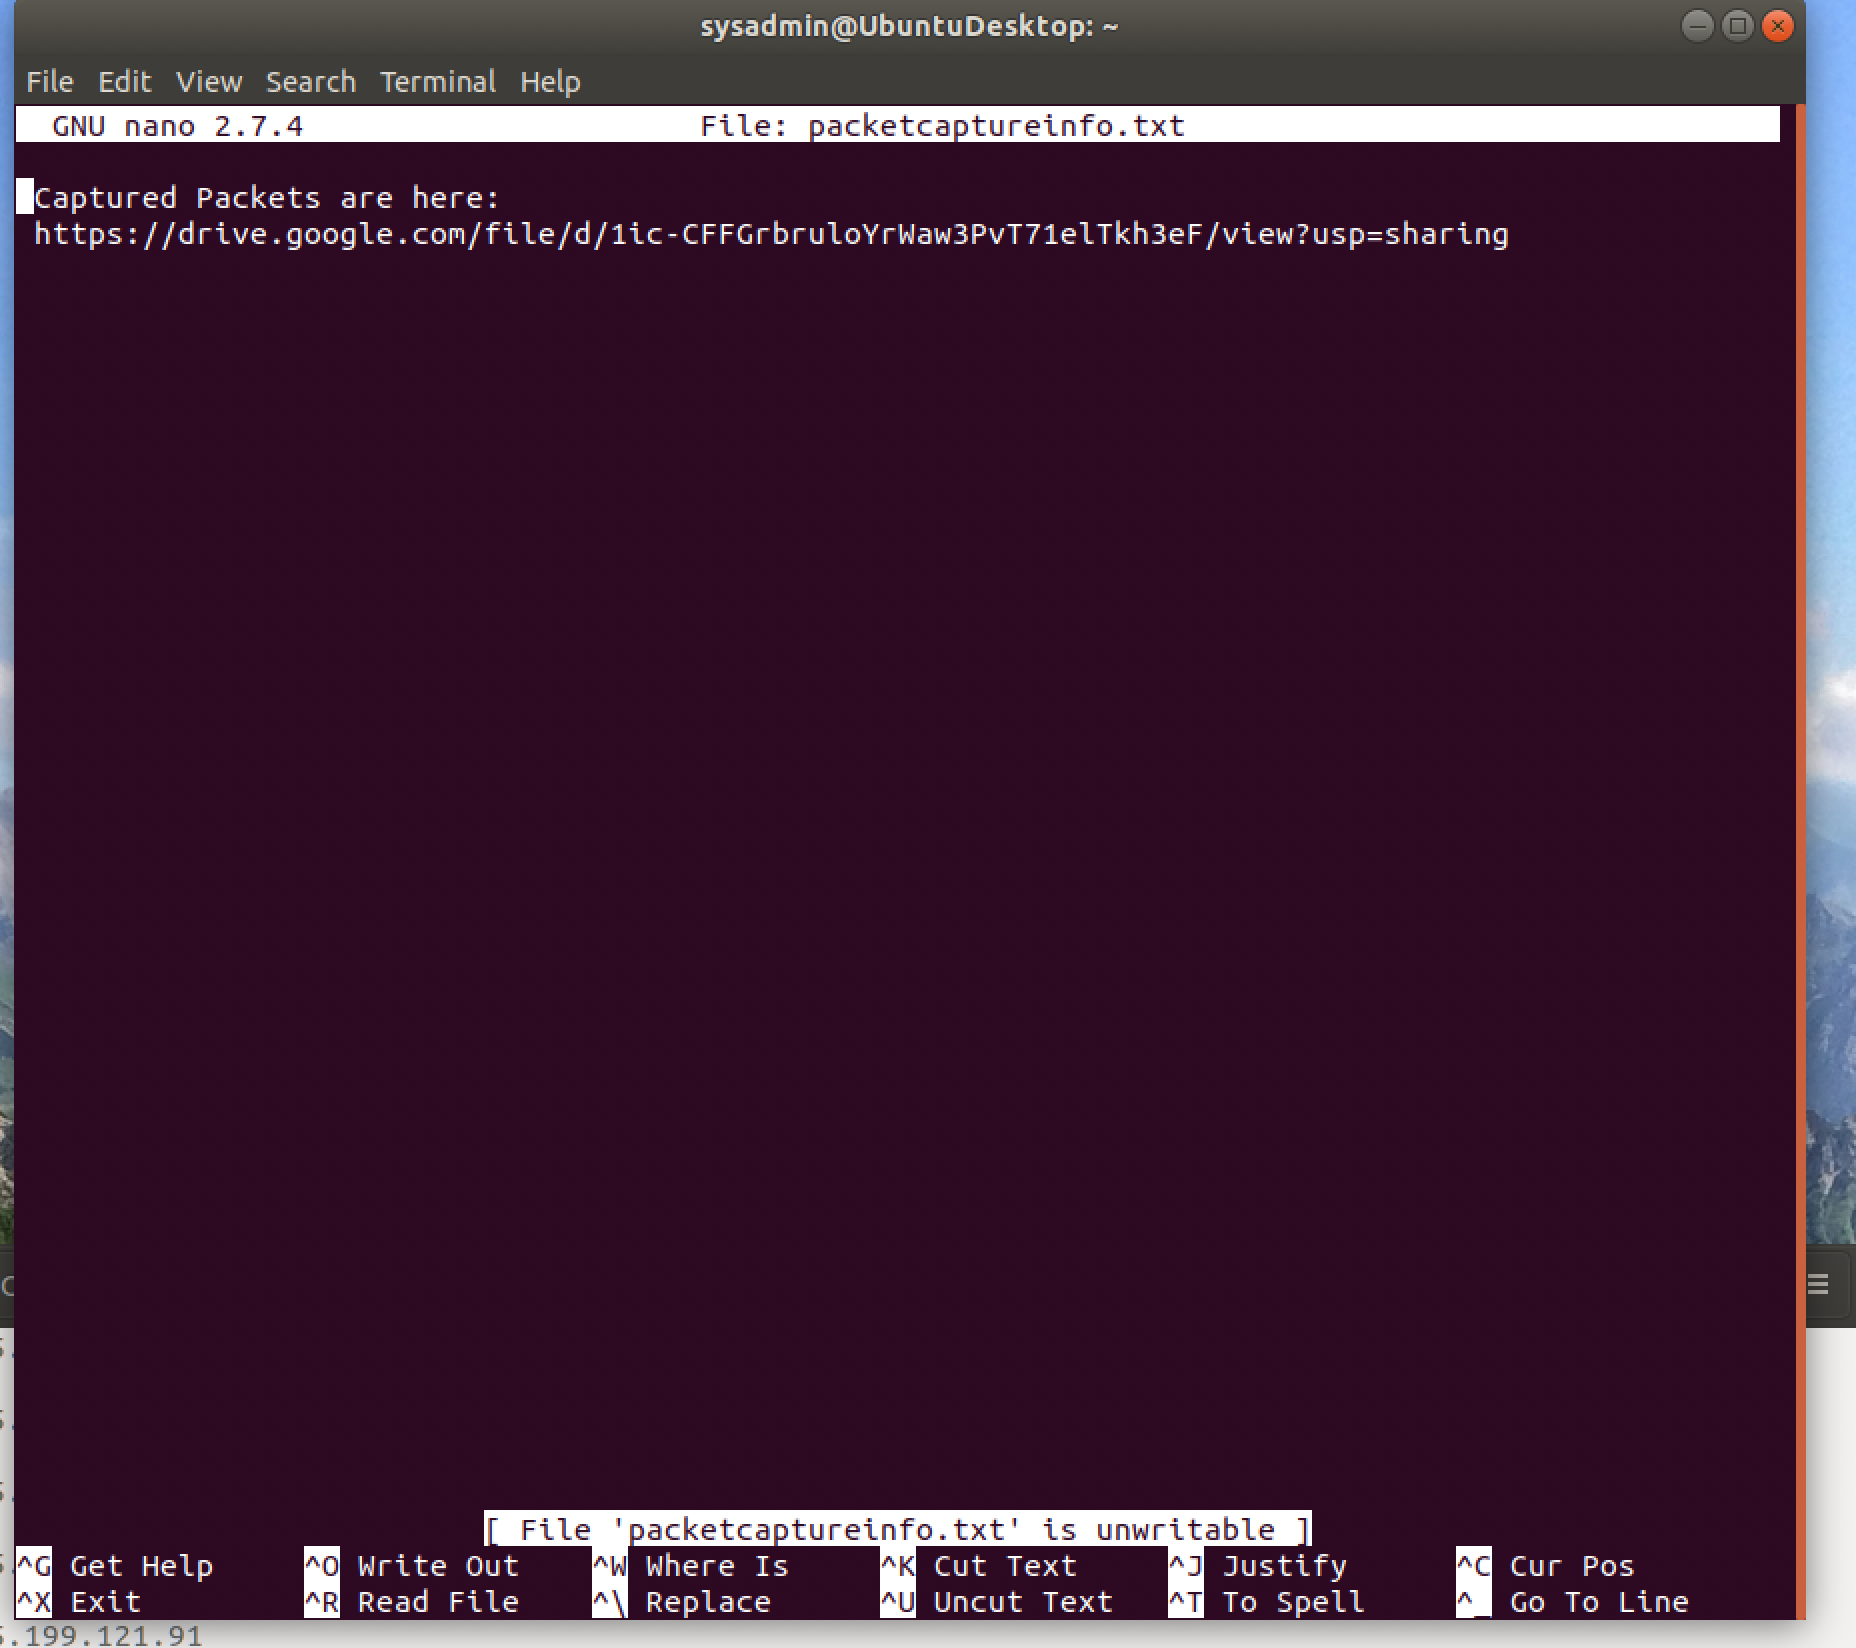 sysadmin@UbuntuDesktop: ~
File Edit View Search Terminal Help
GNU nano 2.7.4 File: packetcaptureinfo.txt
Captured Packets are here:
https://drive.google.com/file/d/1ic-CFFGrbruloYrWaw3PvT71elTkh3eF/view?usp=sharing
[ File 'packetcaptureinfo.txt' is unwritable ]
^G Get Help ^O Write Out ^W Where Is ^K Cut Text ^J Justify ^C Cur Pos
^X Exit ^R Read File ^\ Replace ^U Uncut Text ^T To Spell ^_ Go To Line
.199.121.91